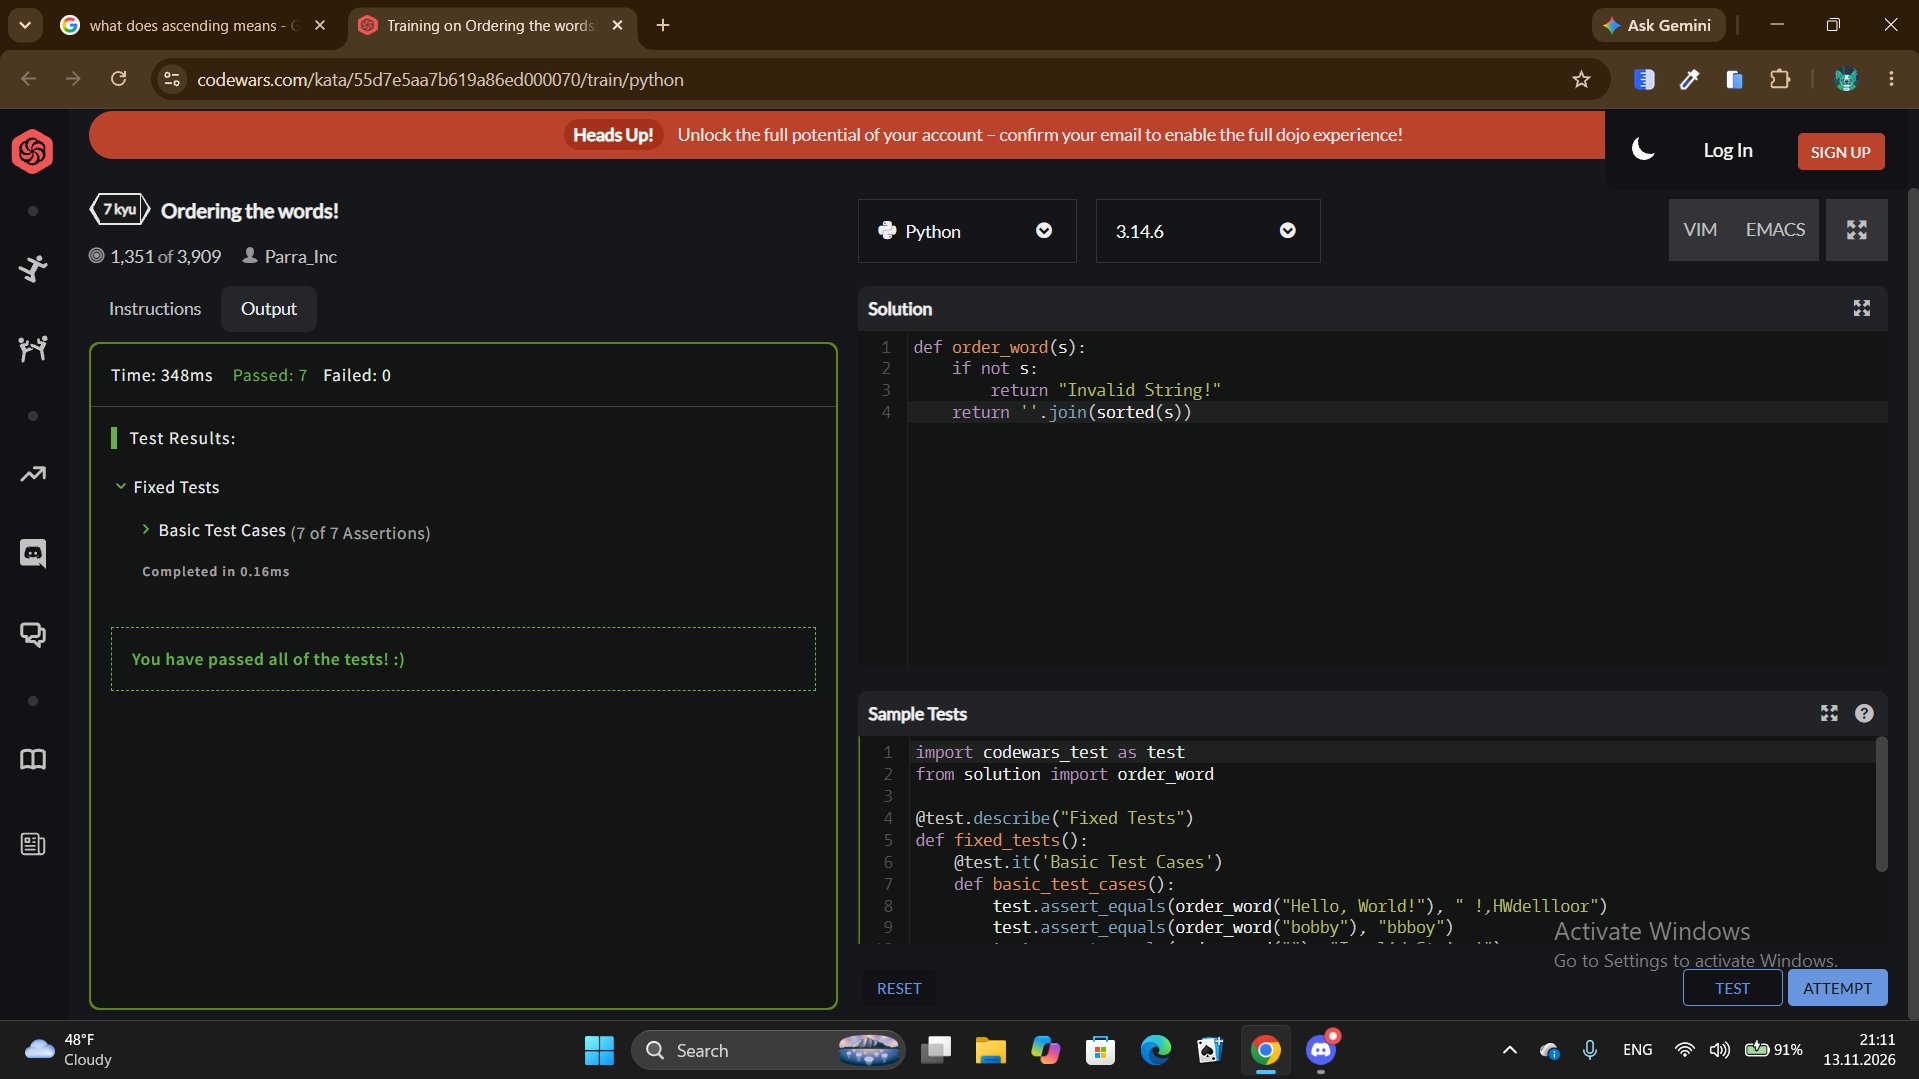 what does ascending means - G
Training on Ordering the words
Ask Gemini
codewars.com/kata/55d7e5aa7b619a86ed000070/train/python
Heads Up! Unlock the full potential of your account – confirm your email to enable the full dojo experience!
Log In
SIGN UP
7 kyu
Ordering the words!
1,351 of 3,909
Parra_Inc
Python
3.14.6
VIM
EMACS
Instructions
Output
Time: 348ms Passed: 7 Failed: 0
Test Results:
Fixed Tests
Basic Test Cases (7 of 7 Assertions)
Completed in 0.16ms
You have passed all of the tests! :)
Solution
1 def order_word(s):
2     if not s:
3         return "Invalid String!"
4     return ''.join(sorted(s))
Sample Tests
1 import codewars_test as test
2 from solution import order_word
3
4 @test.describe("Fixed Tests")
5 def fixed_tests():
6     @test.it('Basic Test Cases')
7     def basic_test_cases():
8         test.assert_equals(order_word("Hello, World!"), " !,HWdellloor")
9         test.assert_equals(order_word("bobby"), "bbboy")
Activate Windows
Go to Settings to activate Windows.
RESET
TEST
ATTEMPT
48°F
Cloudy
Search
ENG
91%
21:11
13.11.2026